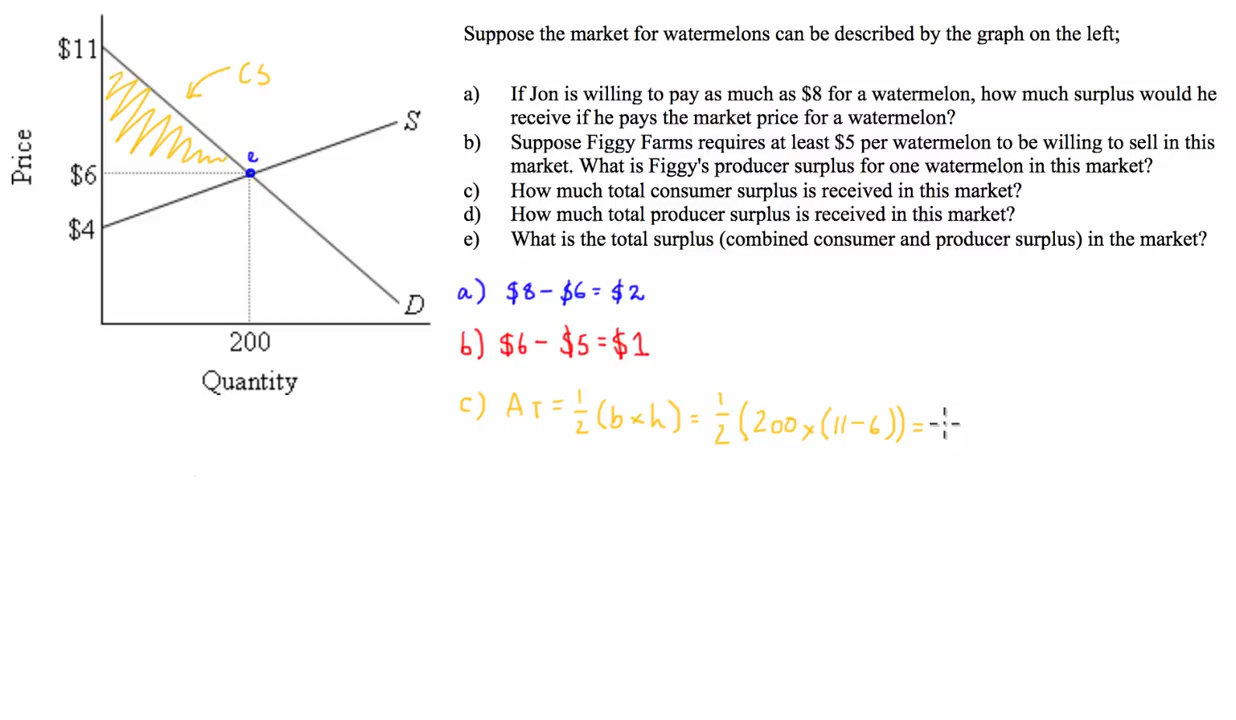 $11
CS
S
e
Price
$6
$4
D
200
Quantity
Suppose the market for watermelons can be described by the graph on the left;
a) If Jon is willing to pay as much as $8 for a watermelon, how much surplus would he
receive if he pays the market price for a watermelon?
b) Suppose Figgy Farms requires at least $5 per watermelon to be willing to sell in this
market. What is Figgy's producer surplus for one watermelon in this market?
c) How much total consumer surplus is received in this market?
d) How much total producer surplus is received in this market?
e) What is the total surplus (combined consumer and producer surplus) in the market?
a) $8 - $6 = $2
b) $6 - $5 = $1
c) AT = 1/2 (b × h) = 1/2 (200 × (11 - 6)) =